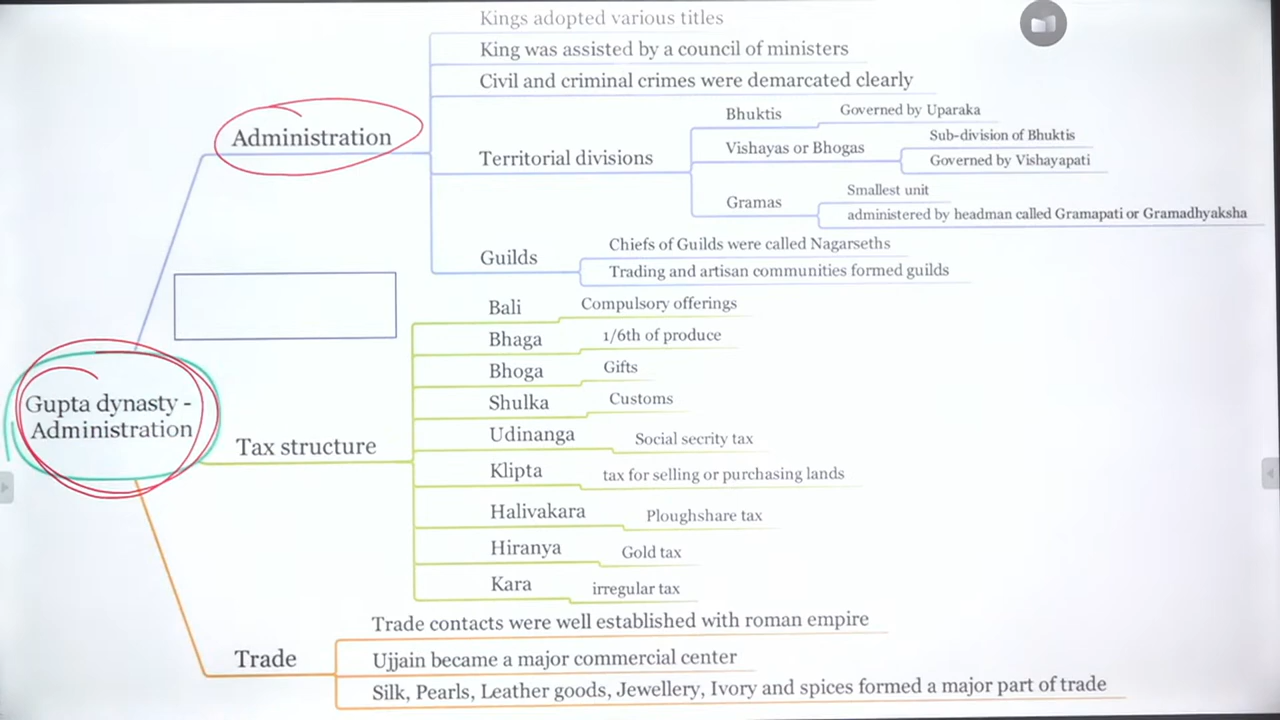 Kings adopted various titles
King was assisted by a council of ministers
Civil and criminal crimes were demarcated clearly
Administration
Territorial divisions
Bhuktis
Governed by Uparaka
Vishayas or Bhogas
Sub-division of Bhuktis
Governed by Vishayapati
Gramas
Smallest unit
administered by headman called Gramapati or Gramadhyaksha
Guilds
Chiefs of Guilds were called Nagarseths
Trading and artisan communities formed guilds
Gupta dynasty -
Administration
Tax structure
Bali
Compulsory offerings
Bhaga
1/6th of produce
Bhoga
Gifts
Shulka
Customs
Udinanga
Social secrity tax
Klipta
tax for selling or purchasing lands
Halivakara
Ploughshare tax
Hiranya
Gold tax
Kara
irregular tax
Trade
Trade contacts were well established with roman empire
Ujjain became a major commercial center
Silk, Pearls, Leather goods, Jewellery, Ivory and spices formed a major part of trade